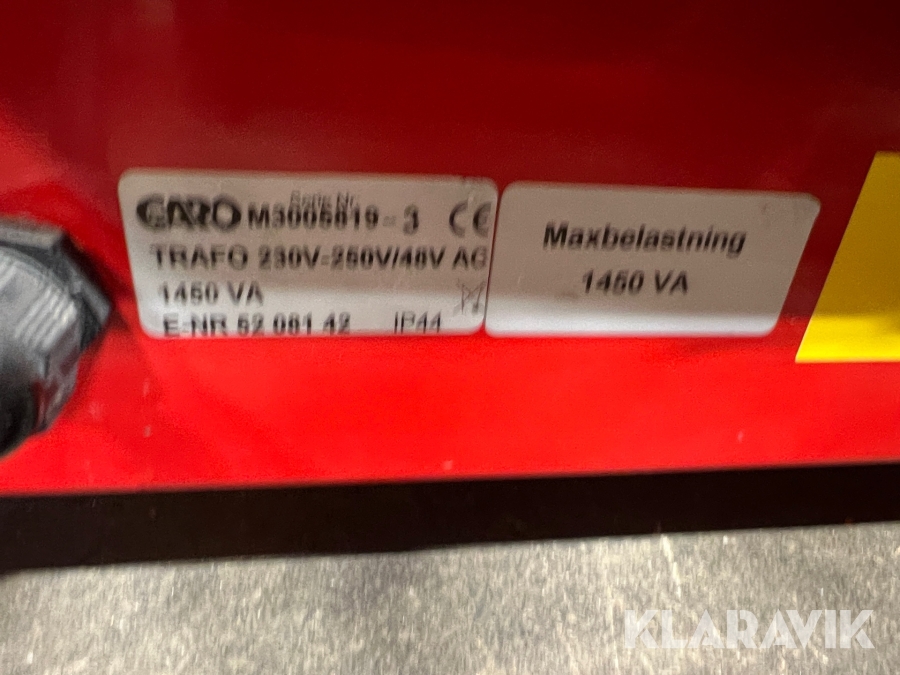 Serie Nr.
CARO M3005819-3 CE
TRAFO 230V-250V/48V AC
1450 VA
E-NR 52 081 42 IP44
Maxbelastning
1450 VA
KLARAVIK